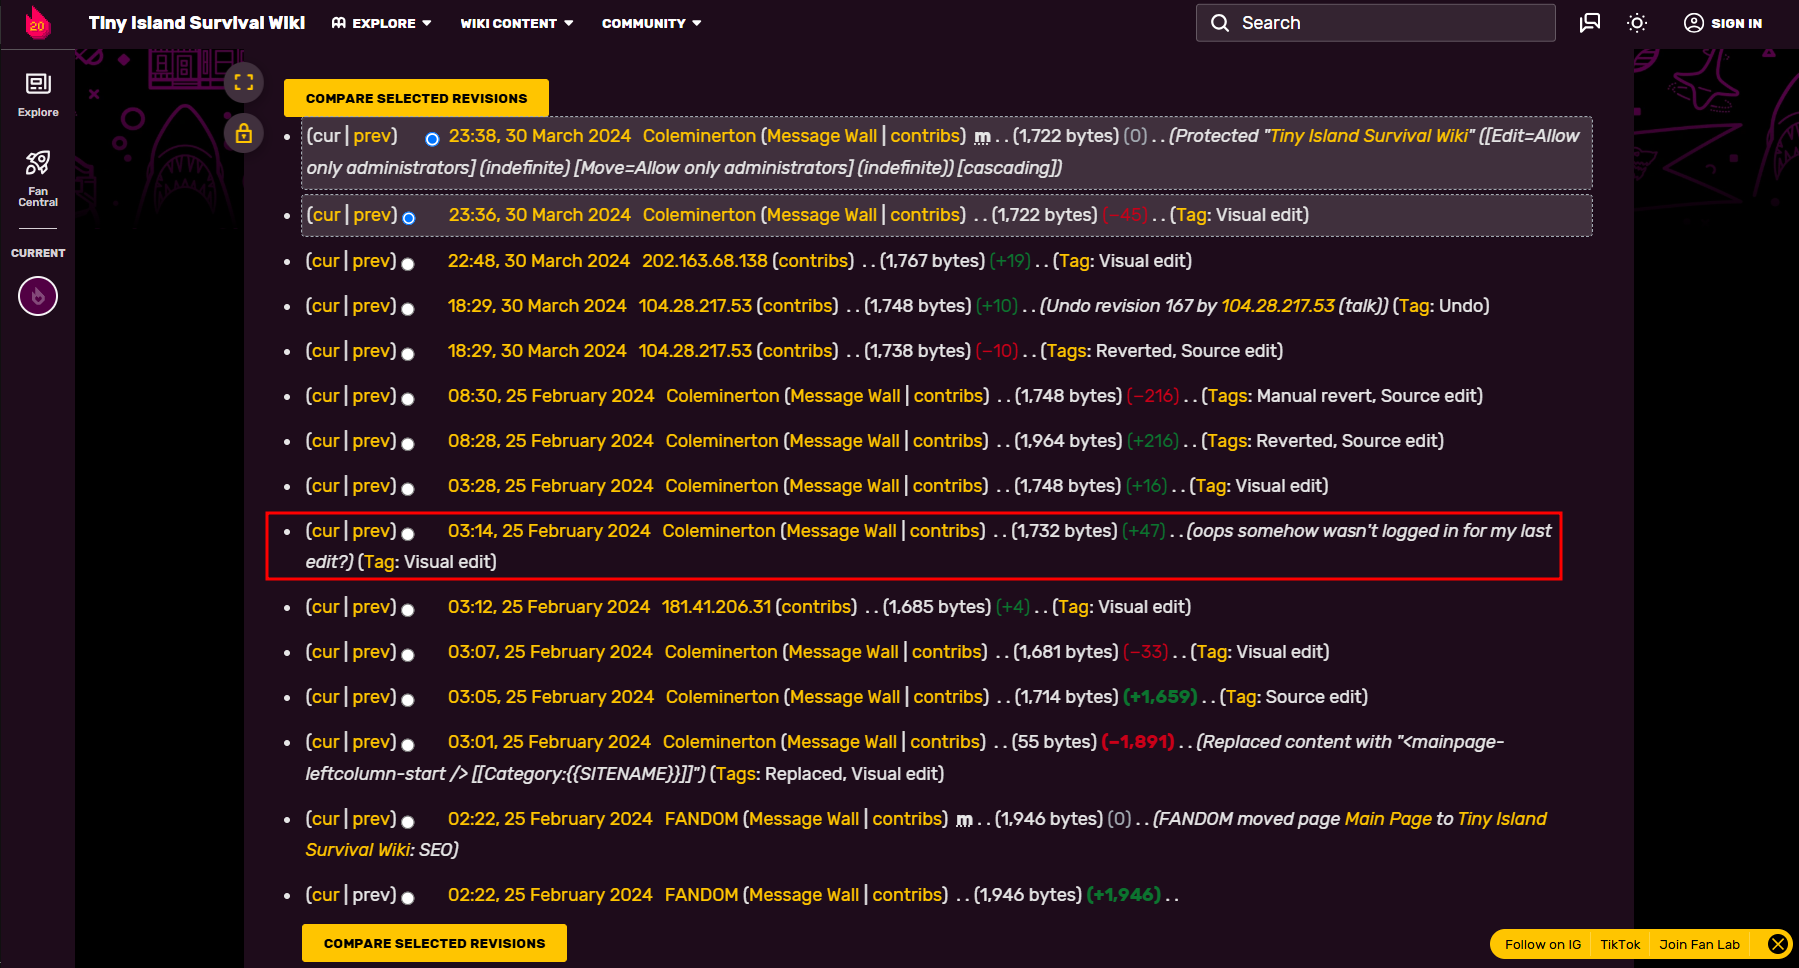 20
Tiny Island Survival Wiki
EXPLORE
WIKI CONTENT
COMMUNITY
Search
SIGN IN
Explore
Fan
Central
CURRENT
COMPARE SELECTED REVISIONS
(cur | prev) 23:38, 30 March 2024 Coleminerton (Message Wall | contribs) m . . (1,722 bytes) (0) . . (Protected "Tiny Island Survival Wiki" ([Edit=Allow
only administrators] (indefinite) [Move=Allow only administrators] (indefinite)) [cascading])
(cur | prev) 23:36, 30 March 2024 Coleminerton (Message Wall | contribs) . . (1,722 bytes) (−45) . . (Tag: Visual edit)
(cur | prev) 22:48, 30 March 2024 202.163.68.138 (contribs) . . (1,767 bytes) (+19) . . (Tag: Visual edit)
(cur | prev) 18:29, 30 March 2024 104.28.217.53 (contribs) . . (1,748 bytes) (+10) . . (Undo revision 167 by 104.28.217.53 (talk)) (Tag: Undo)
(cur | prev) 18:29, 30 March 2024 104.28.217.53 (contribs) . . (1,738 bytes) (−10) . . (Tags: Reverted, Source edit)
(cur | prev) 08:30, 25 February 2024 Coleminerton (Message Wall | contribs) . . (1,748 bytes) (−216) . . (Tags: Manual revert, Source edit)
(cur | prev) 08:28, 25 February 2024 Coleminerton (Message Wall | contribs) . . (1,964 bytes) (+216) . . (Tags: Reverted, Source edit)
(cur | prev) 03:28, 25 February 2024 Coleminerton (Message Wall | contribs) . . (1,748 bytes) (+16) . . (Tag: Visual edit)
(cur | prev) 03:14, 25 February 2024 Coleminerton (Message Wall | contribs) . . (1,732 bytes) (+47) . . (oops somehow wasn't logged in for my last
edit?) (Tag: Visual edit)
(cur | prev) 03:12, 25 February 2024 181.41.206.31 (contribs) . . (1,685 bytes) (+4) . . (Tag: Visual edit)
(cur | prev) 03:07, 25 February 2024 Coleminerton (Message Wall | contribs) . . (1,681 bytes) (−33) . . (Tag: Visual edit)
(cur | prev) 03:05, 25 February 2024 Coleminerton (Message Wall | contribs) . . (1,714 bytes) (+1,659) . . (Tag: Source edit)
(cur | prev) 03:01, 25 February 2024 Coleminerton (Message Wall | contribs) . . (55 bytes) (−1,891) . . (Replaced content with "<mainpage-
leftcolumn-start /> [[Category:{{SITENAME}}]]") (Tags: Replaced, Visual edit)
(cur | prev) 02:22, 25 February 2024 FANDOM (Message Wall | contribs) m . . (1,946 bytes) (0) . . (FANDOM moved page Main Page to Tiny Island
Survival Wiki: SEO)
(cur | prev) 02:22, 25 February 2024 FANDOM (Message Wall | contribs) . . (1,946 bytes) (+1,946) . .
COMPARE SELECTED REVISIONS
Follow on IG
TikTok
Join Fan Lab